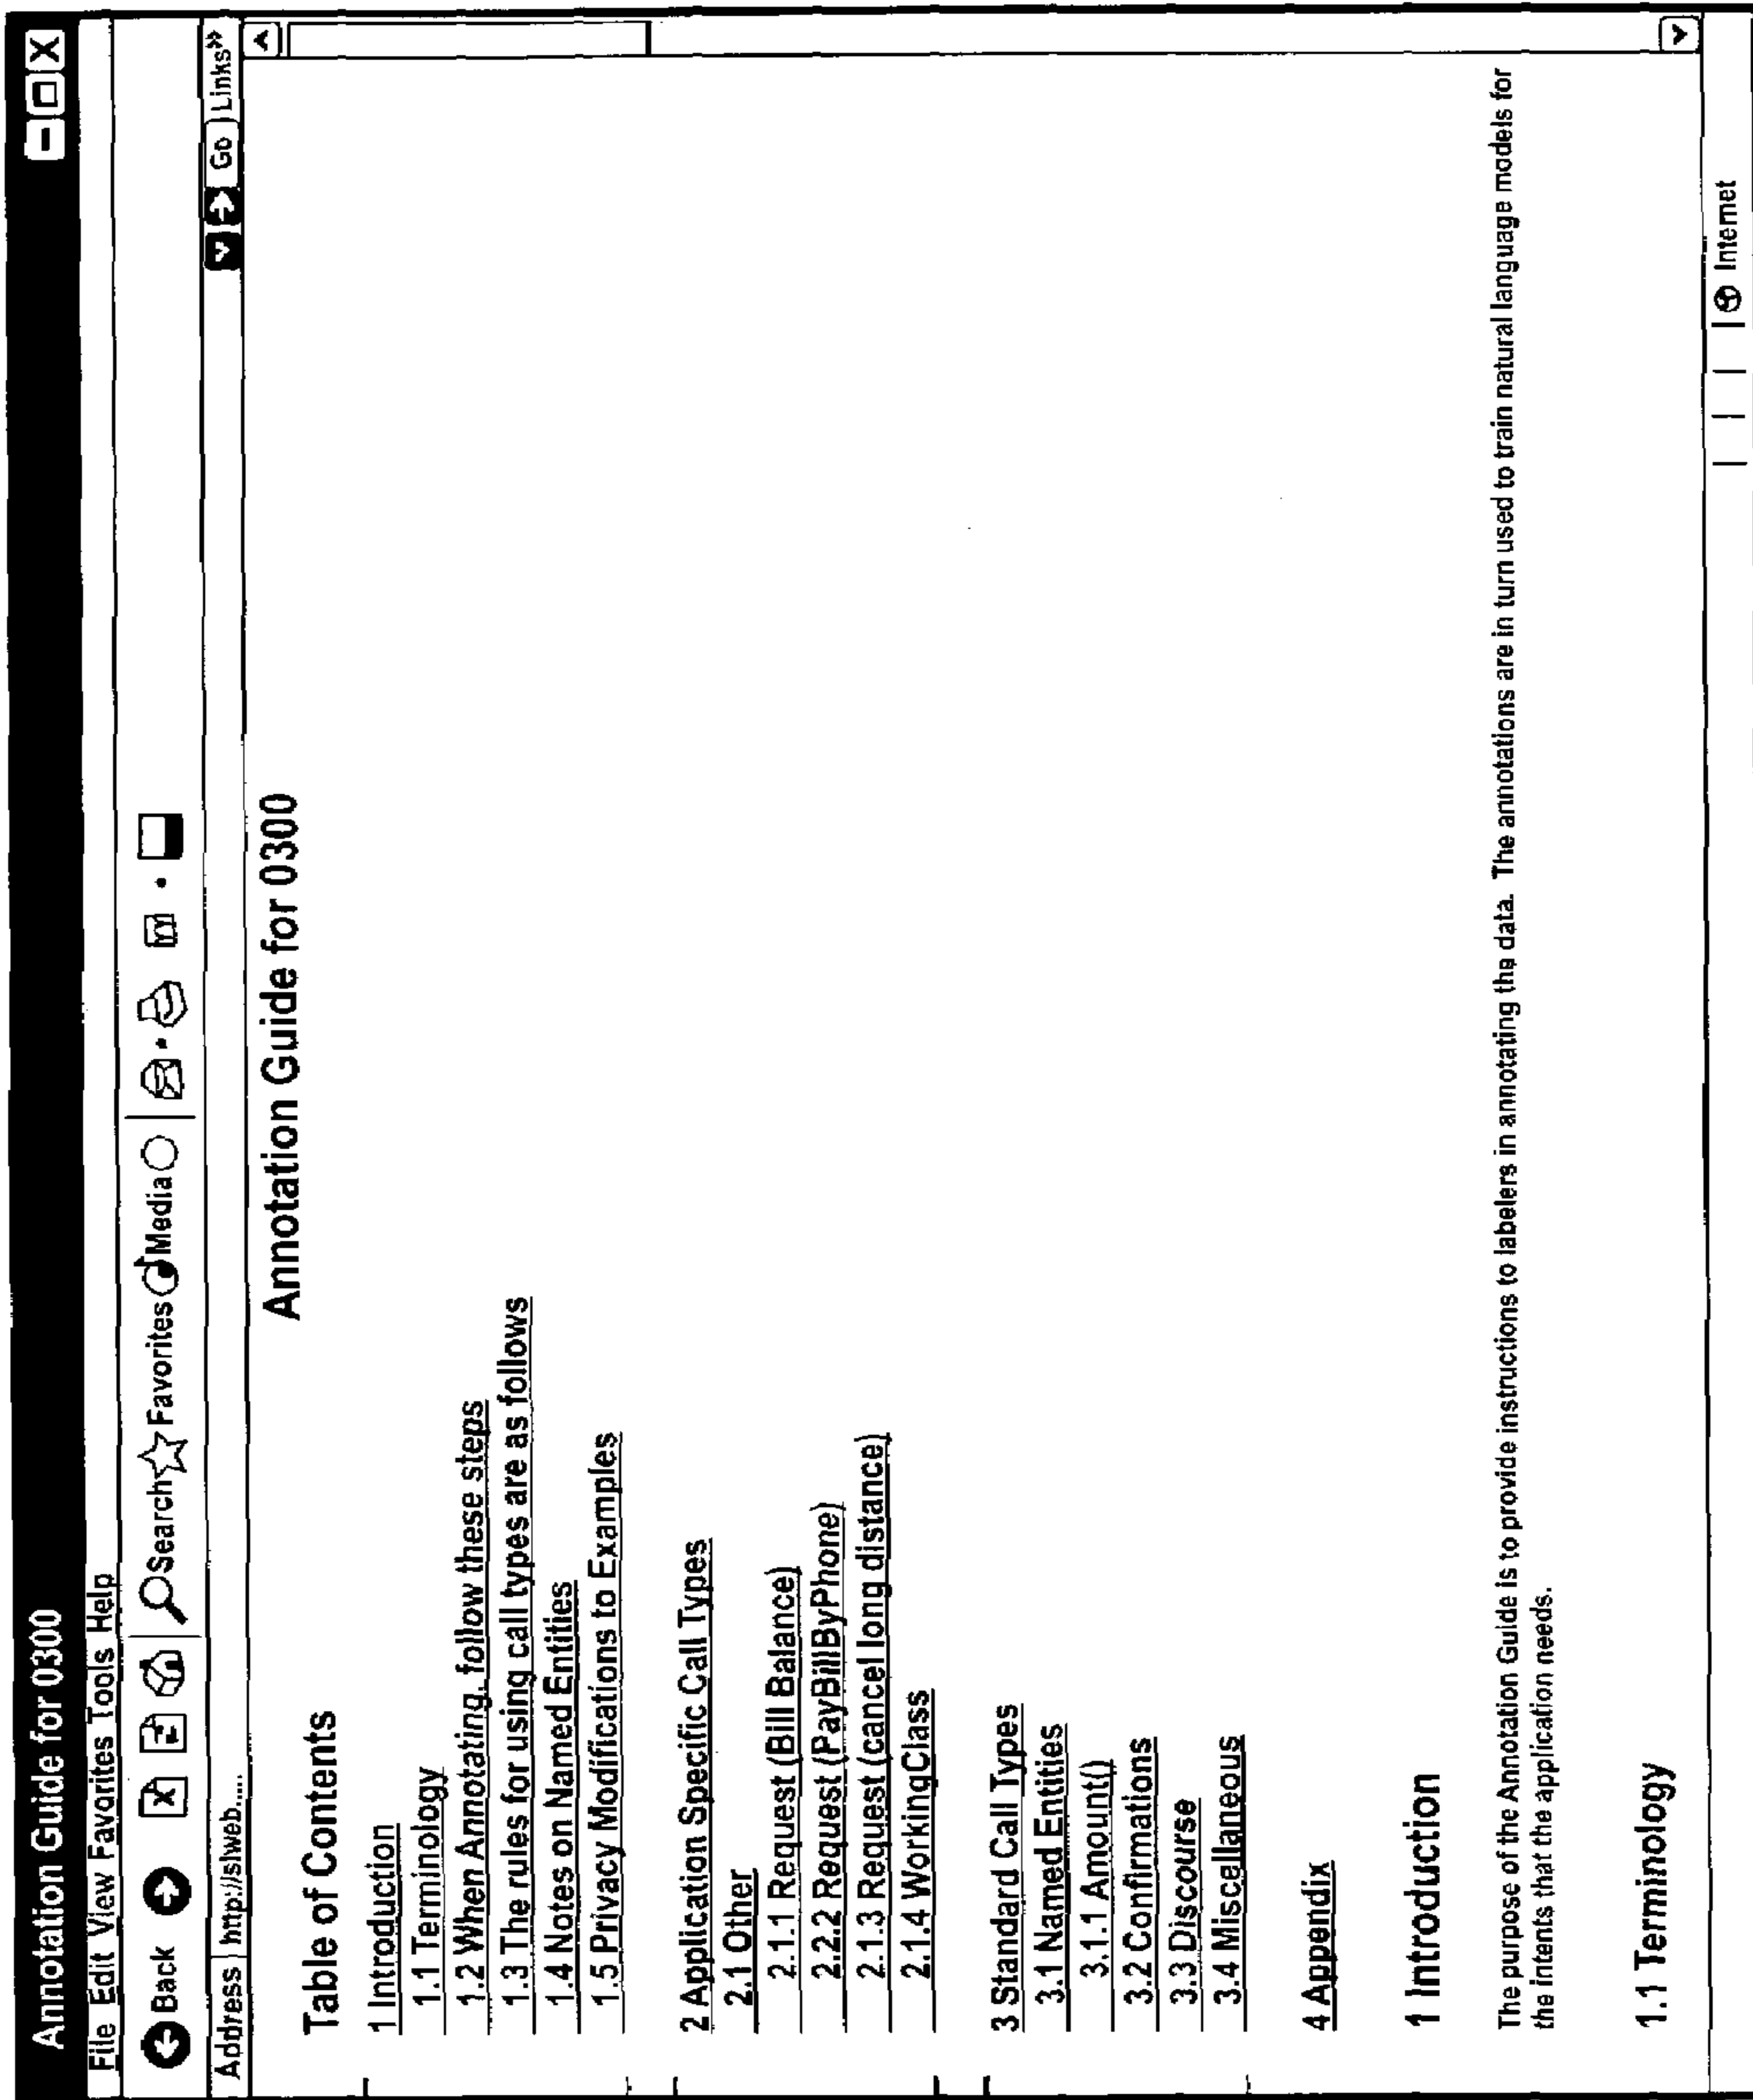 Annotation Guide for 0300
File Edit View Favorites Tools Help
Back Search Favorites Media
Address http://slweb.... Go Links»
Annotation Guide for 0300
Table of Contents
1 Introduction
1.1 Terminology
1.2 When Annotating, follow these steps
1.3 The rules for using call types are as follows
1.4 Notes on Named Entities
1.5 Privacy Modifications to Examples
2 Application Specific Call Types
2.1 Other
2.1.1 Request (Bill Balance)
2.2.2 Request (PayBillByPhone)
2.1.3 Request (cancel long distance)
2.1.4 WorkingClass
3 Standard Call Types
3.1 Named Entities
3.1.1 Amount()
3.2 Confirmations
3.3 Discourse
3.4 Miscellaneous
4 Appendix
1 Introduction
The purpose of the Annotation Guide is to provide instructions to labelers in annotating the data. The annotations are in turn used to train natural language models for
the intents that the application needs.
1.1 Terminology
Internet